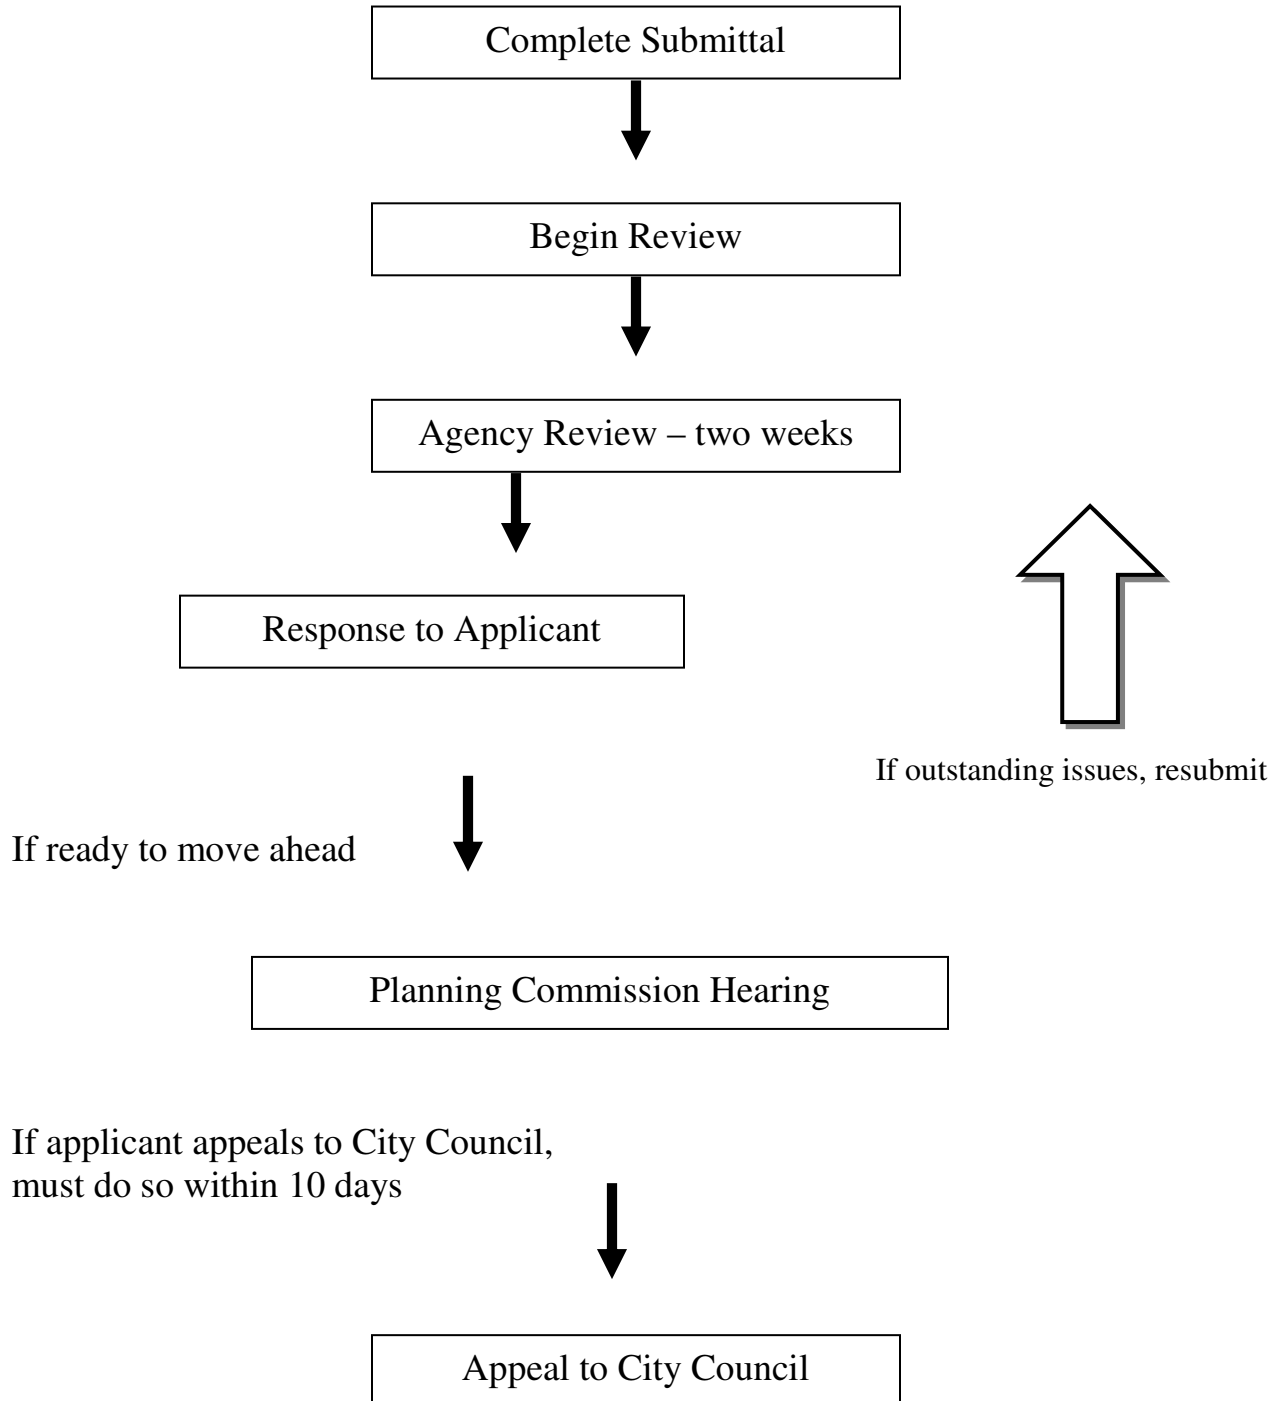 Complete Submittal
Begin Review
Agency Review – two weeks
Response to Applicant
If outstanding issues, resubmit
If ready to move ahead
Planning Commission Hearing
If applicant appeals to City Council,
must do so within 10 days
Appeal to City Council